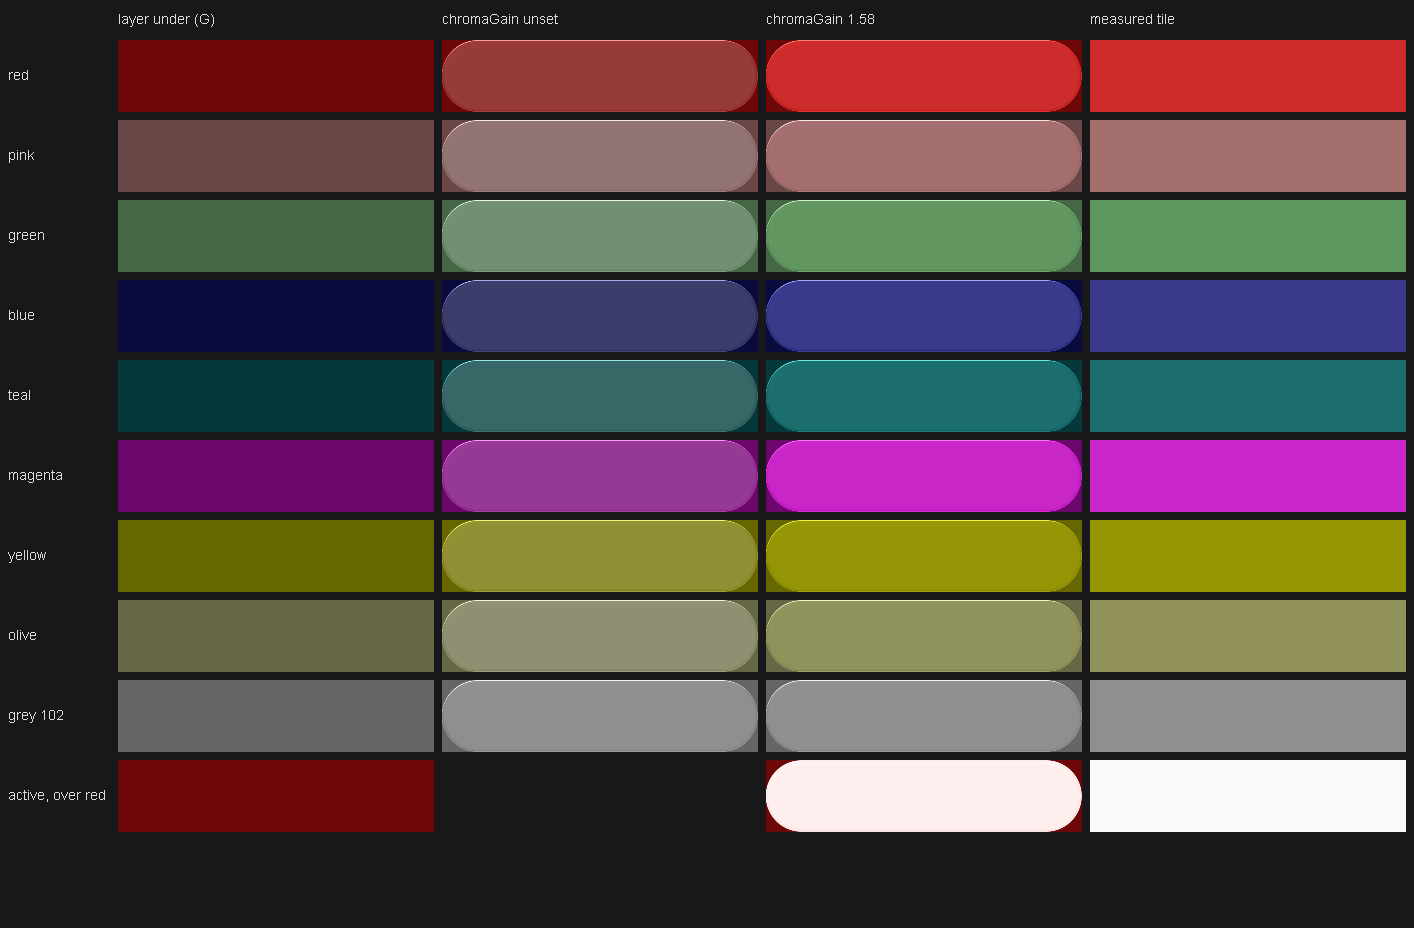 layer under (G) chromaGain unset chromaGain 1.58 measured tile
red
pink
green
blue
teal
magenta
yellow
olive
grey 102
active, over red